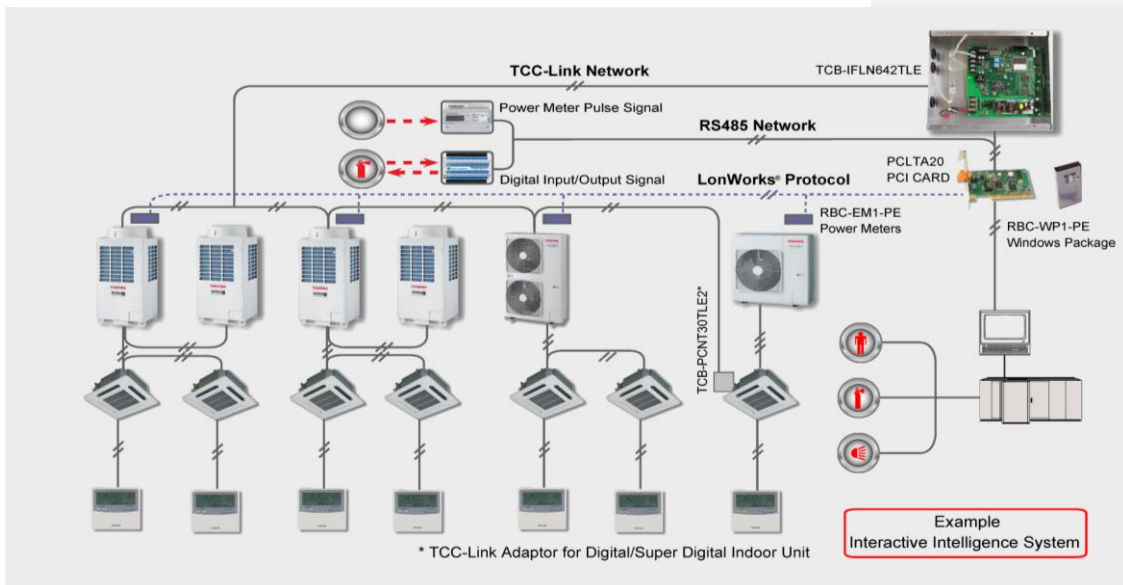 TCC-Link Network
TCB-IFLN642TLE
Power Meter Pulse Signal
RS485 Network
PCLTA20
PCI CARD
Digital Input/Output Signal
LonWorks® Protocol
RBC-EM1-PE
Power Meters
RBC-WP1-PE
Windows Package
TCB-PCNT30TLE2*
* TCC-Link Adaptor for Digital/Super Digital Indoor Unit
Example
Interactive Intelligence System